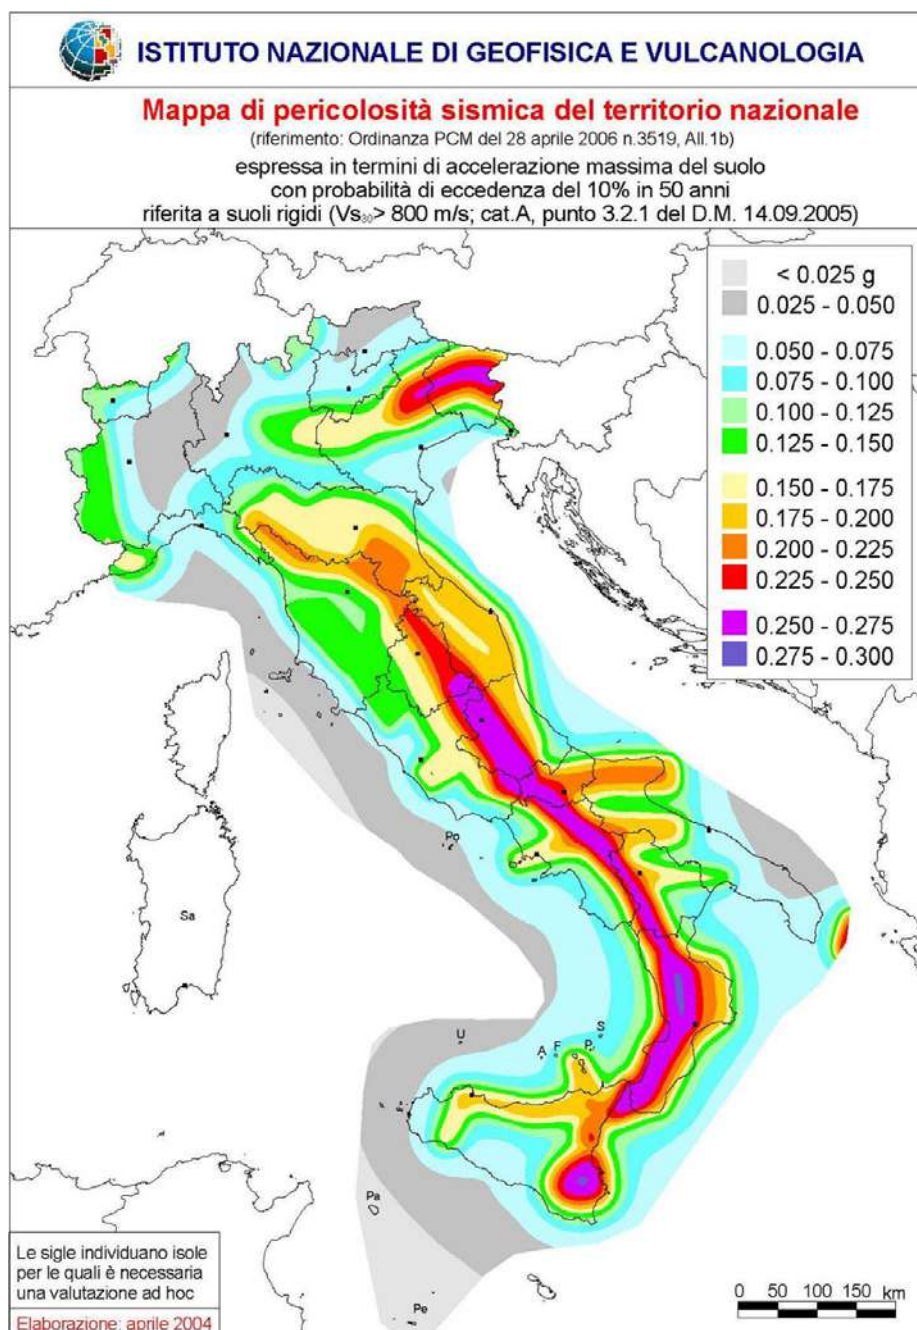 ISTITUTO NAZIONALE DI GEOFISICA E VULCANOLOGIA
Mappa di pericolosità sismica del territorio nazionale
(riferimento: Ordinanza PCM del 28 aprile 2006 n.3519, All.1b)
espressa in termini di accelerazione massima del suolo
con probabilità di eccedenza del 10% in 50 anni
riferita a suoli rigidi (Vs₃₀> 800 m/s; cat.A, punto 3.2.1 del D.M. 14.09.2005)
< 0.025 g
0.025 - 0.050
0.050 - 0.075
0.075 - 0.100
0.100 - 0.125
0.125 - 0.150
0.150 - 0.175
0.175 - 0.200
0.200 - 0.225
0.225 - 0.250
0.250 - 0.275
0.275 - 0.300
Po
Sa
U
S
A
F
P
Pa
Pe
Le sigle individuano isole
per le quali è necessaria
una valutazione ad hoc
Elaborazione: aprile 2004
0 50 100 150 km